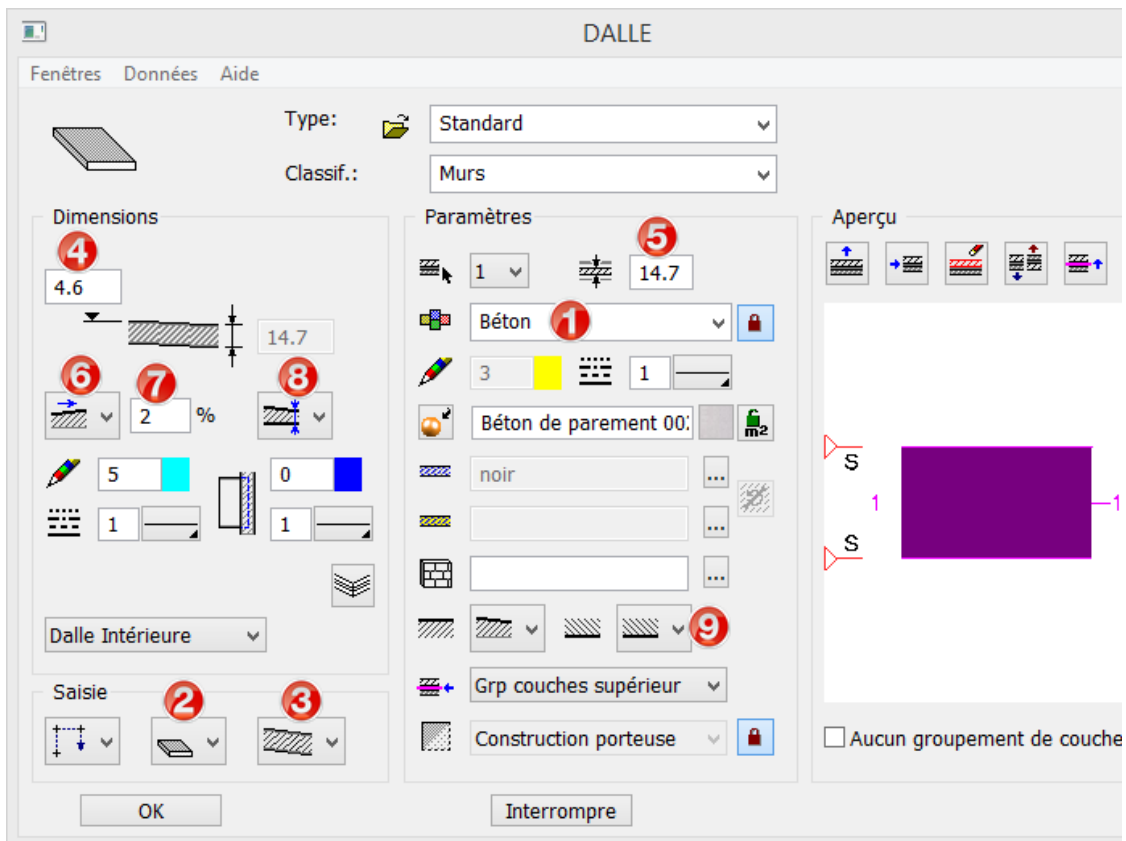 DALLE
Fenêtres Données Aide
Type: Standard
Classif.: Murs
Dimensions
4
4.6
14.7
6 7 8
2 %
5 0
1 1
Dalle Intérieure
Saisie
2 3
Paramètres
5
1 14.7
Béton 1
3 1
Béton de parement 00
m2
noir ...
...
...
9
Grp couches supérieur
Construction porteuse
Aperçu
S
1 1
S
Aucun groupement de couche
OK Interrompre